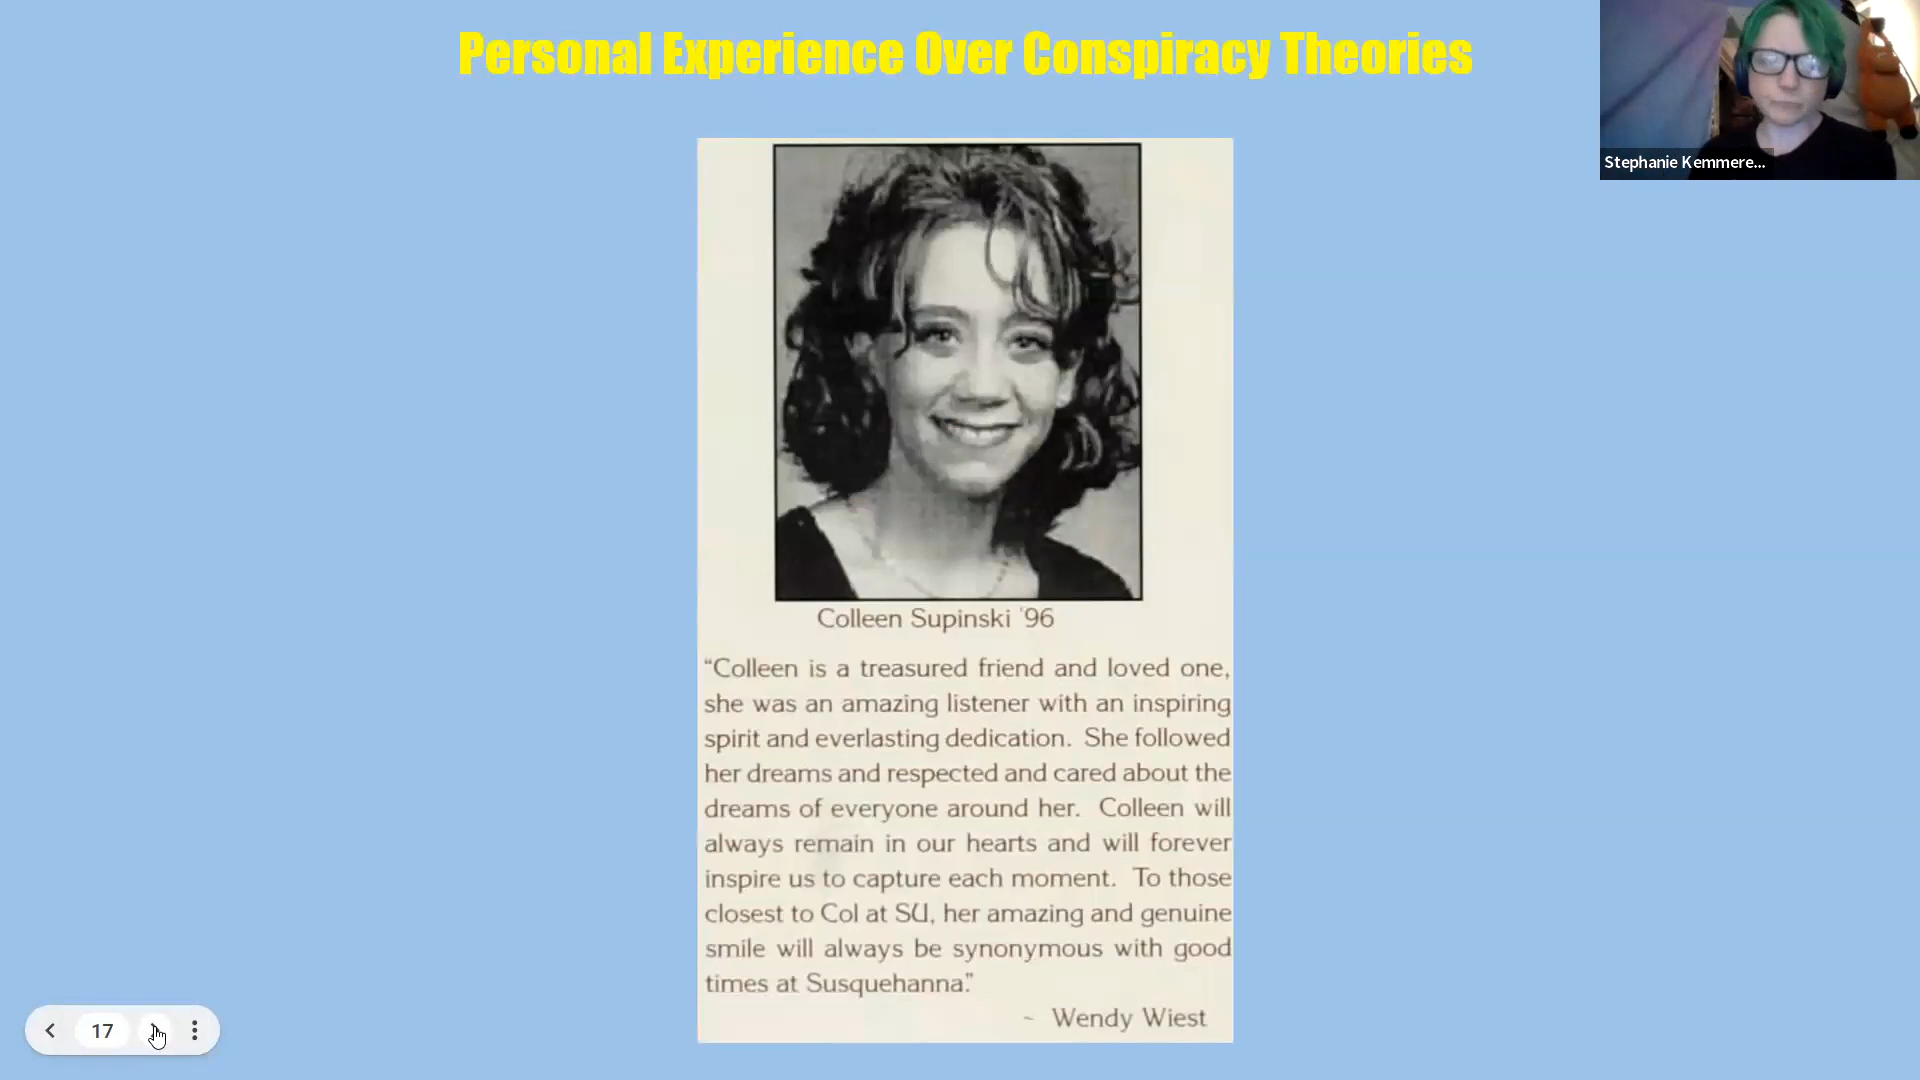 Personal Experience Over Conspiracy Theories
Stephanie Kemmere...
Colleen Supinski '96
“Colleen is a treasured friend and loved one,
she was an amazing listener with an inspiring
spirit and everlasting dedication. She followed
her dreams and respected and cared about the
dreams of everyone around her. Colleen will
always remain in our hearts and will forever
inspire us to capture each moment. To those
closest to Col at SU, her amazing and genuine
smile will always be synonymous with good
times at Susquehanna.”
~ Wendy Wiest
17